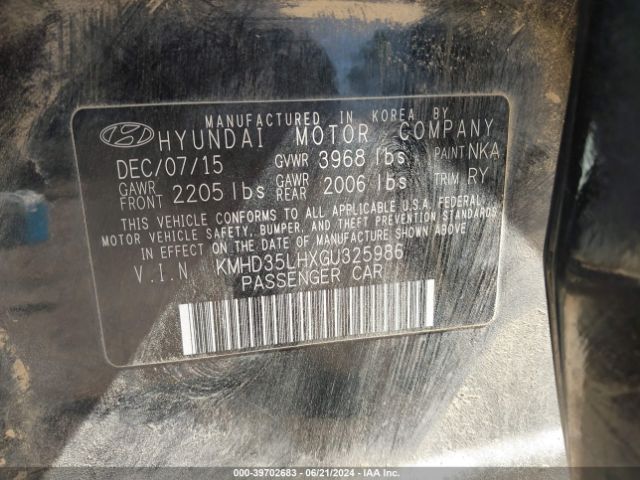 MANUFACTURED IN KOREA BY
HYUNDAI MOTOR COMPANY
DEC/07/15 GVWR 3968 lbs PAINT NKA
GAWR FRONT 2205 lbs GAWR REAR 2006 lbs TRIM RY
THIS VEHICLE CONFORMS TO ALL APPLICABLE U.S.A. FEDERAL
MOTOR VEHICLE SAFETY, BUMPER, AND THEFT PREVENTION STANDARDS
IN EFFECT ON THE DATE OF MANUFACTURE SHOWN ABOVE.
V.I.N KMHD35LHXGU325986
PASSENGER CAR
000-39702683 - 06/21/2024 - IAA Inc.